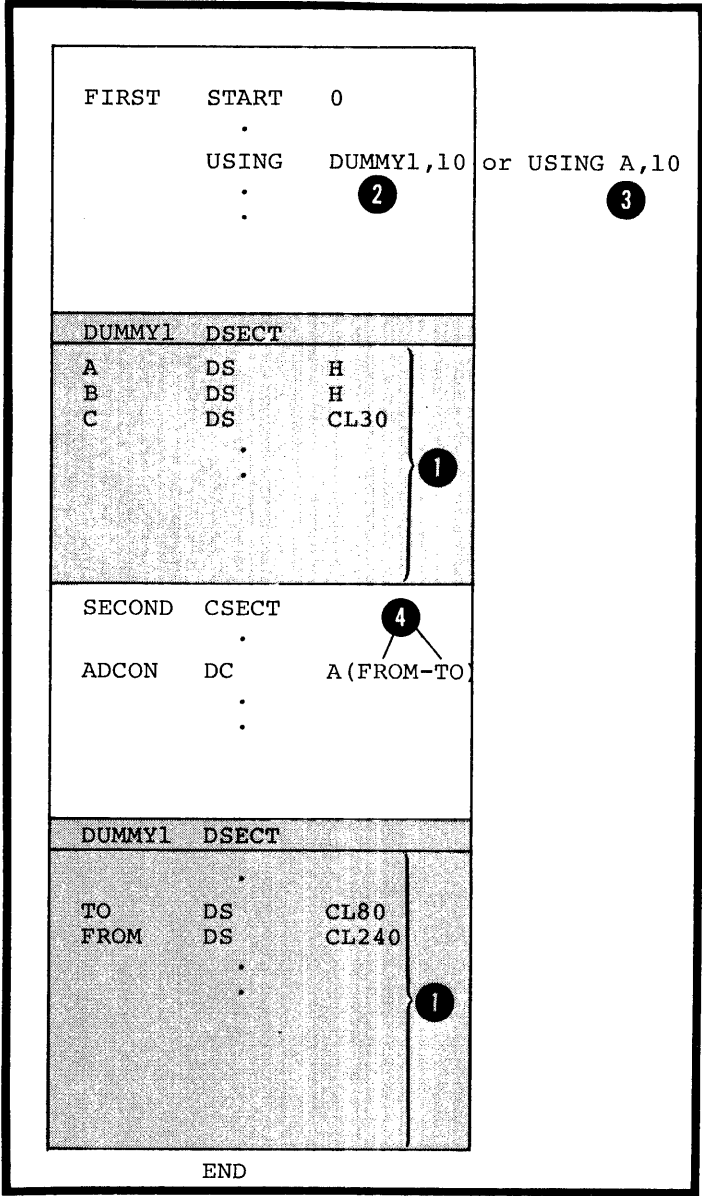 FIRST START 0
.
USING DUMMY1,10 or USING A,10
. 2 3
.
DUMMY1 DSECT
A DS H
B DS H
C DS CL30
.
. 1
SECOND CSECT 4
.
ADCON DC A(FROM-TO)
.
.
DUMMY1 DSECT
.
TO DS CL80
FROM DS CL240
.
. 1
END